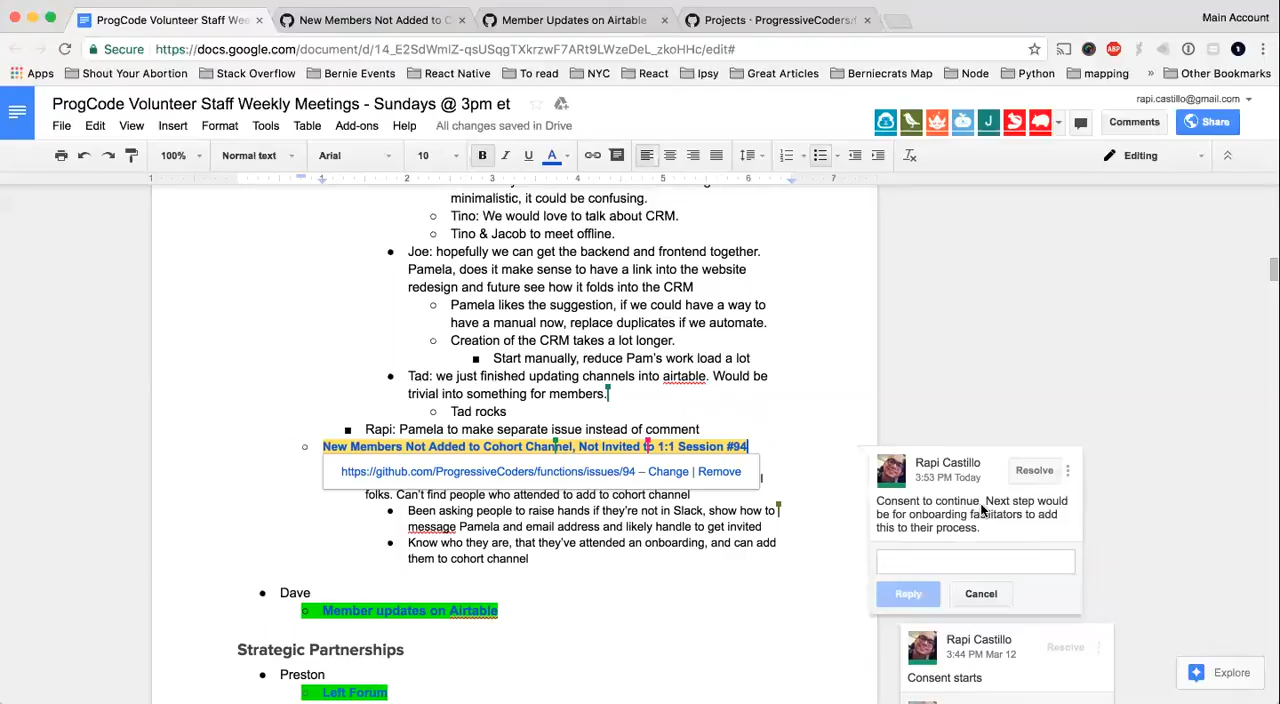 ProgCode Volunteer Staff Wee
New Members Not Added to C
Member Updates on Airtable
Projects · ProgressiveCoders/f
Main Account
Secure
https://docs.google.com/document/d/14_E2SdWmIZ-qsUSqgTXkrzwF7ARt9LWzeDeL_zkoHHc/edit#
ABP
1
Apps
Shout Your Abortion
Stack Overflow
Bernie Events
React Native
To read
NYC
React
Ipsy
Great Articles
Berniecrats Map
Node
Python
mapping
»
Other Bookmarks
ProgCode Volunteer Staff Weekly Meetings - Sundays @ 3pm et
rapi.castillo@gmail.com
File Edit View Insert Format Tools Table Add-ons Help All changes saved in Drive
J
Comments
Share
100% Normal text Arial 10 B I U A
Editing
1 1 2 3 4 5 6 7
minimalistic, it could be confusing.
○ Tino: We would love to talk about CRM.
○ Tino & Jacob to meet offline.
● Joe: hopefully we can get the backend and frontend together.
Pamela, does it make sense to have a link into the website
redesign and future see how it folds into the CRM
○ Pamela likes the suggestion, if we could have a way to
have a manual now, replace duplicates if we automate.
○ Creation of the CRM takes a lot longer.
■ Start manually, reduce Pam's work load a lot
● Tad: we just finished updating channels into airtable. Would be
trivial into something for members.
○ Tad rocks
■ Rapi: Pamela to make separate issue instead of comment
○ New Members Not Added to Cohort Channel, Not Invited to 1:1 Session #94
https://github.com/ProgressiveCoders/functions/issues/94 – Change | Remove
folks. Can't find people who attended to add to cohort channel
● Been asking people to raise hands if they're not in Slack, show how to
message Pamela and email address and likely handle to get invited
● Know who they are, that they've attended an onboarding, and can add
them to cohort channel
● Dave
○ Member updates on Airtable
Strategic Partnerships
● Preston
○ Left Forum
Rapi Castillo
3:53 PM Today
Resolve
Consent to continue. Next step would
be for onboarding facilitators to add
this to their process.
Reply
Cancel
Rapi Castillo
3:44 PM Mar 12
Resolve
Consent starts
Explore